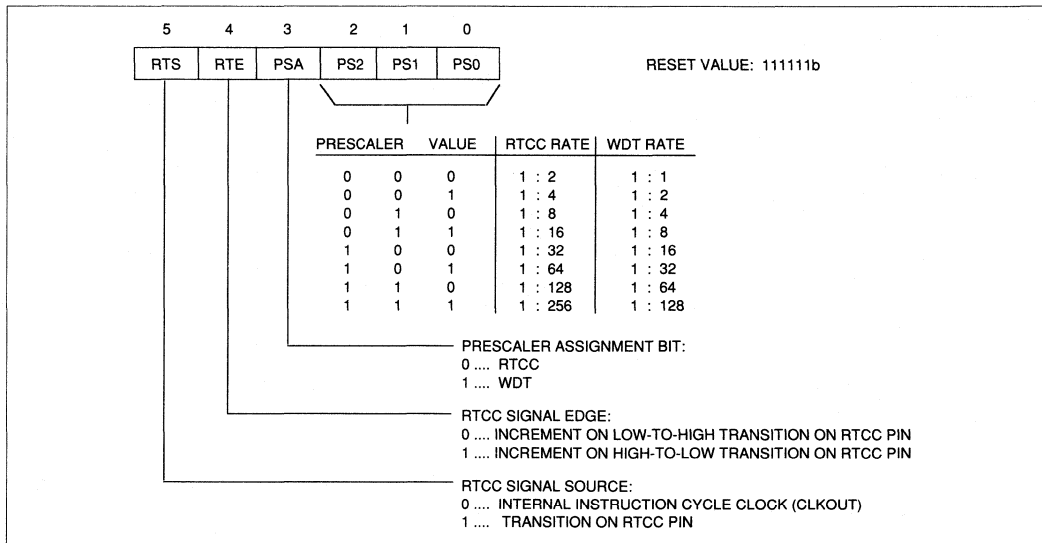 5 4 3 2 1 0
RTS RTE PSA PS2 PS1 PS0 RESET VALUE: 111111b
PRESCALER VALUE RTCC RATE WDT RATE
0 0 0 1 : 2 1 : 1
0 0 1 1 : 4 1 : 2
0 1 0 1 : 8 1 : 4
0 1 1 1 : 16 1 : 8
1 0 0 1 : 32 1 : 16
1 0 1 1 : 64 1 : 32
1 1 0 1 : 128 1 : 64
1 1 1 1 : 256 1 : 128
PRESCALER ASSIGNMENT BIT:
0 .... RTCC
1 .... WDT
RTCC SIGNAL EDGE:
0 .... INCREMENT ON LOW-TO-HIGH TRANSITION ON RTCC PIN
1 .... INCREMENT ON HIGH-TO-LOW TRANSITION ON RTCC PIN
RTCC SIGNAL SOURCE:
0 .... INTERNAL INSTRUCTION CYCLE CLOCK (CLKOUT)
1 .... TRANSITION ON RTCC PIN